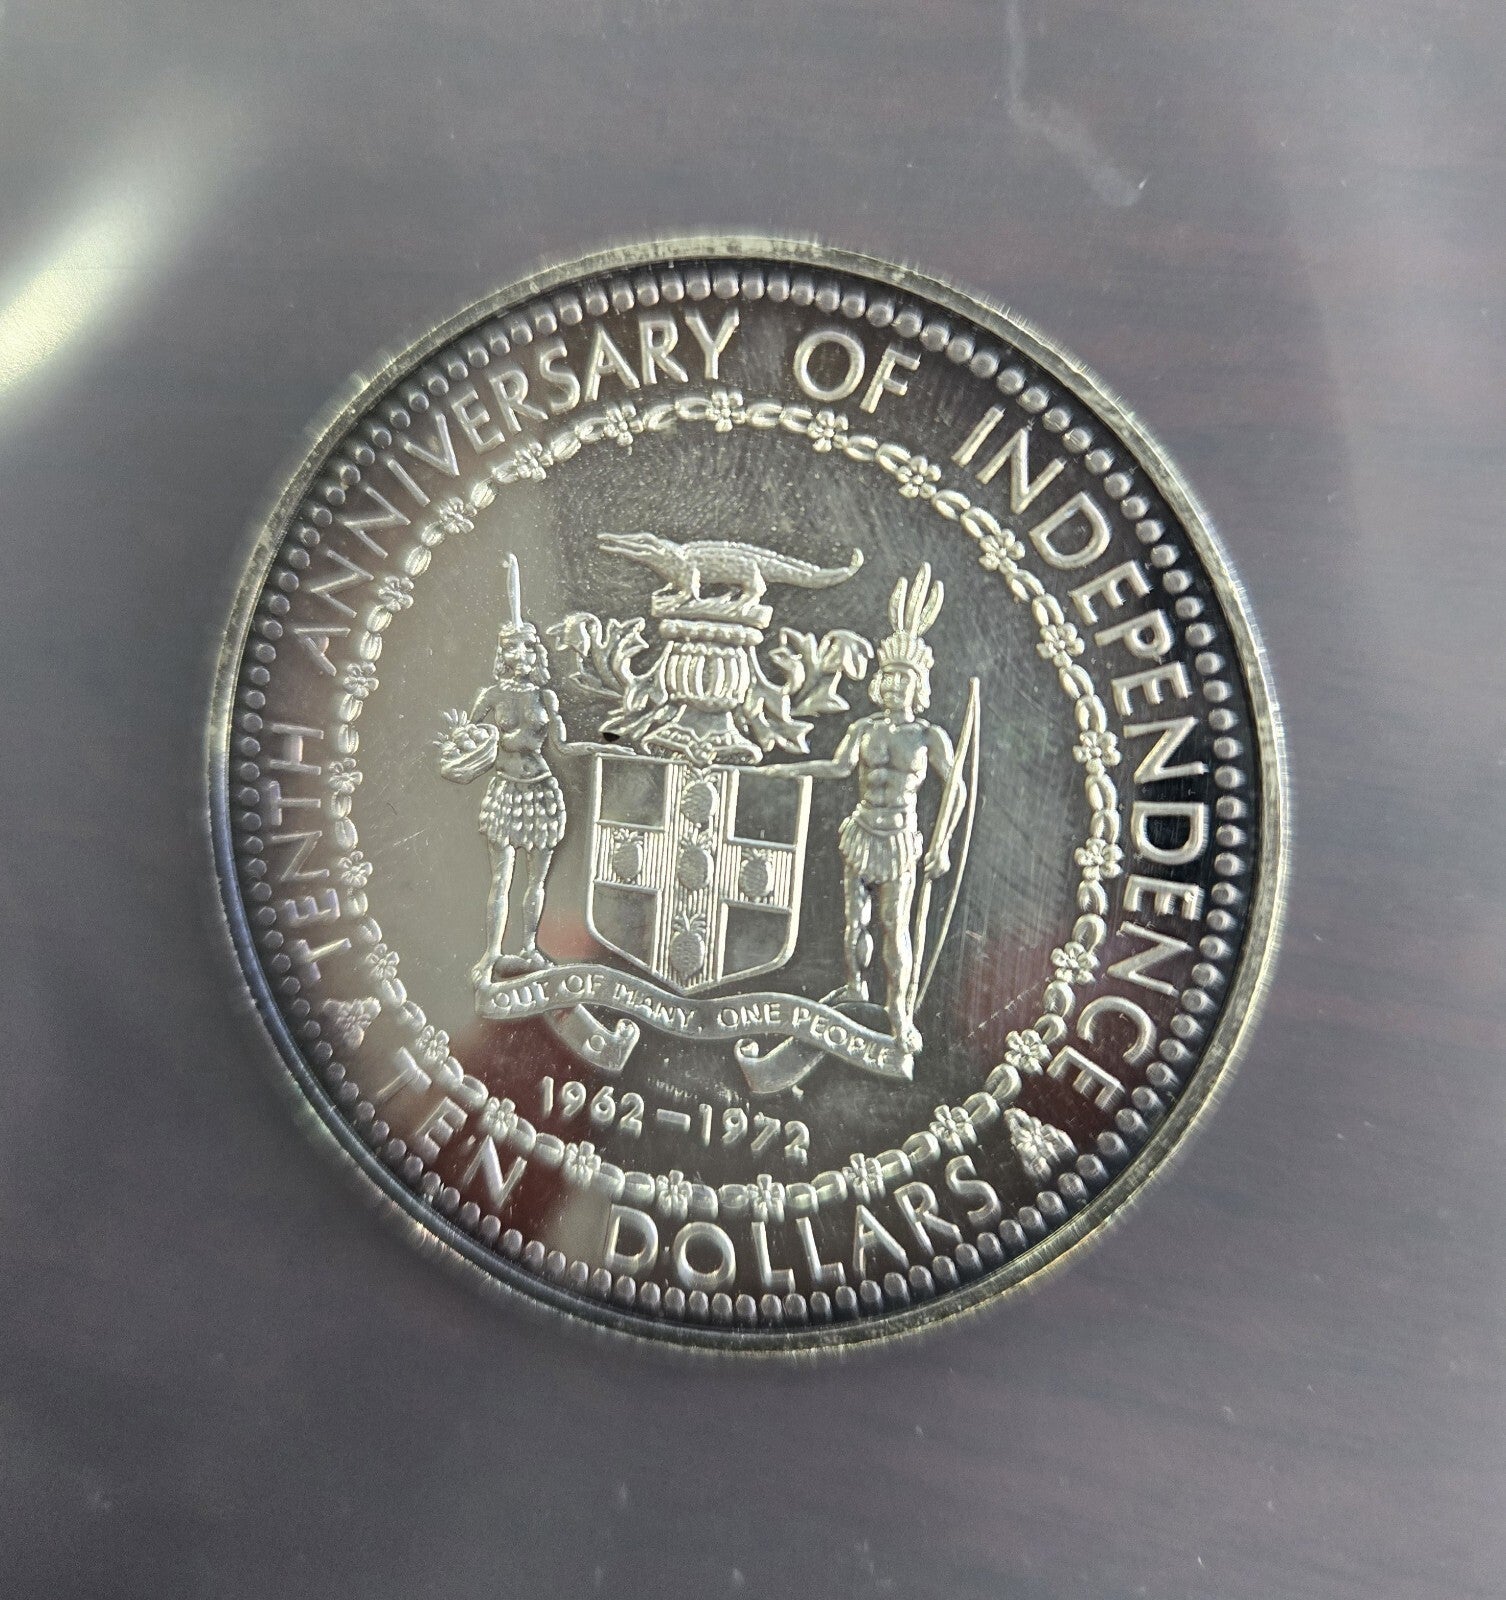 TENTH ANNIVERSARY OF INDEPENDENCE
OUT OF MANY, ONE PEOPLE
1962-1972
TEN DOLLARS